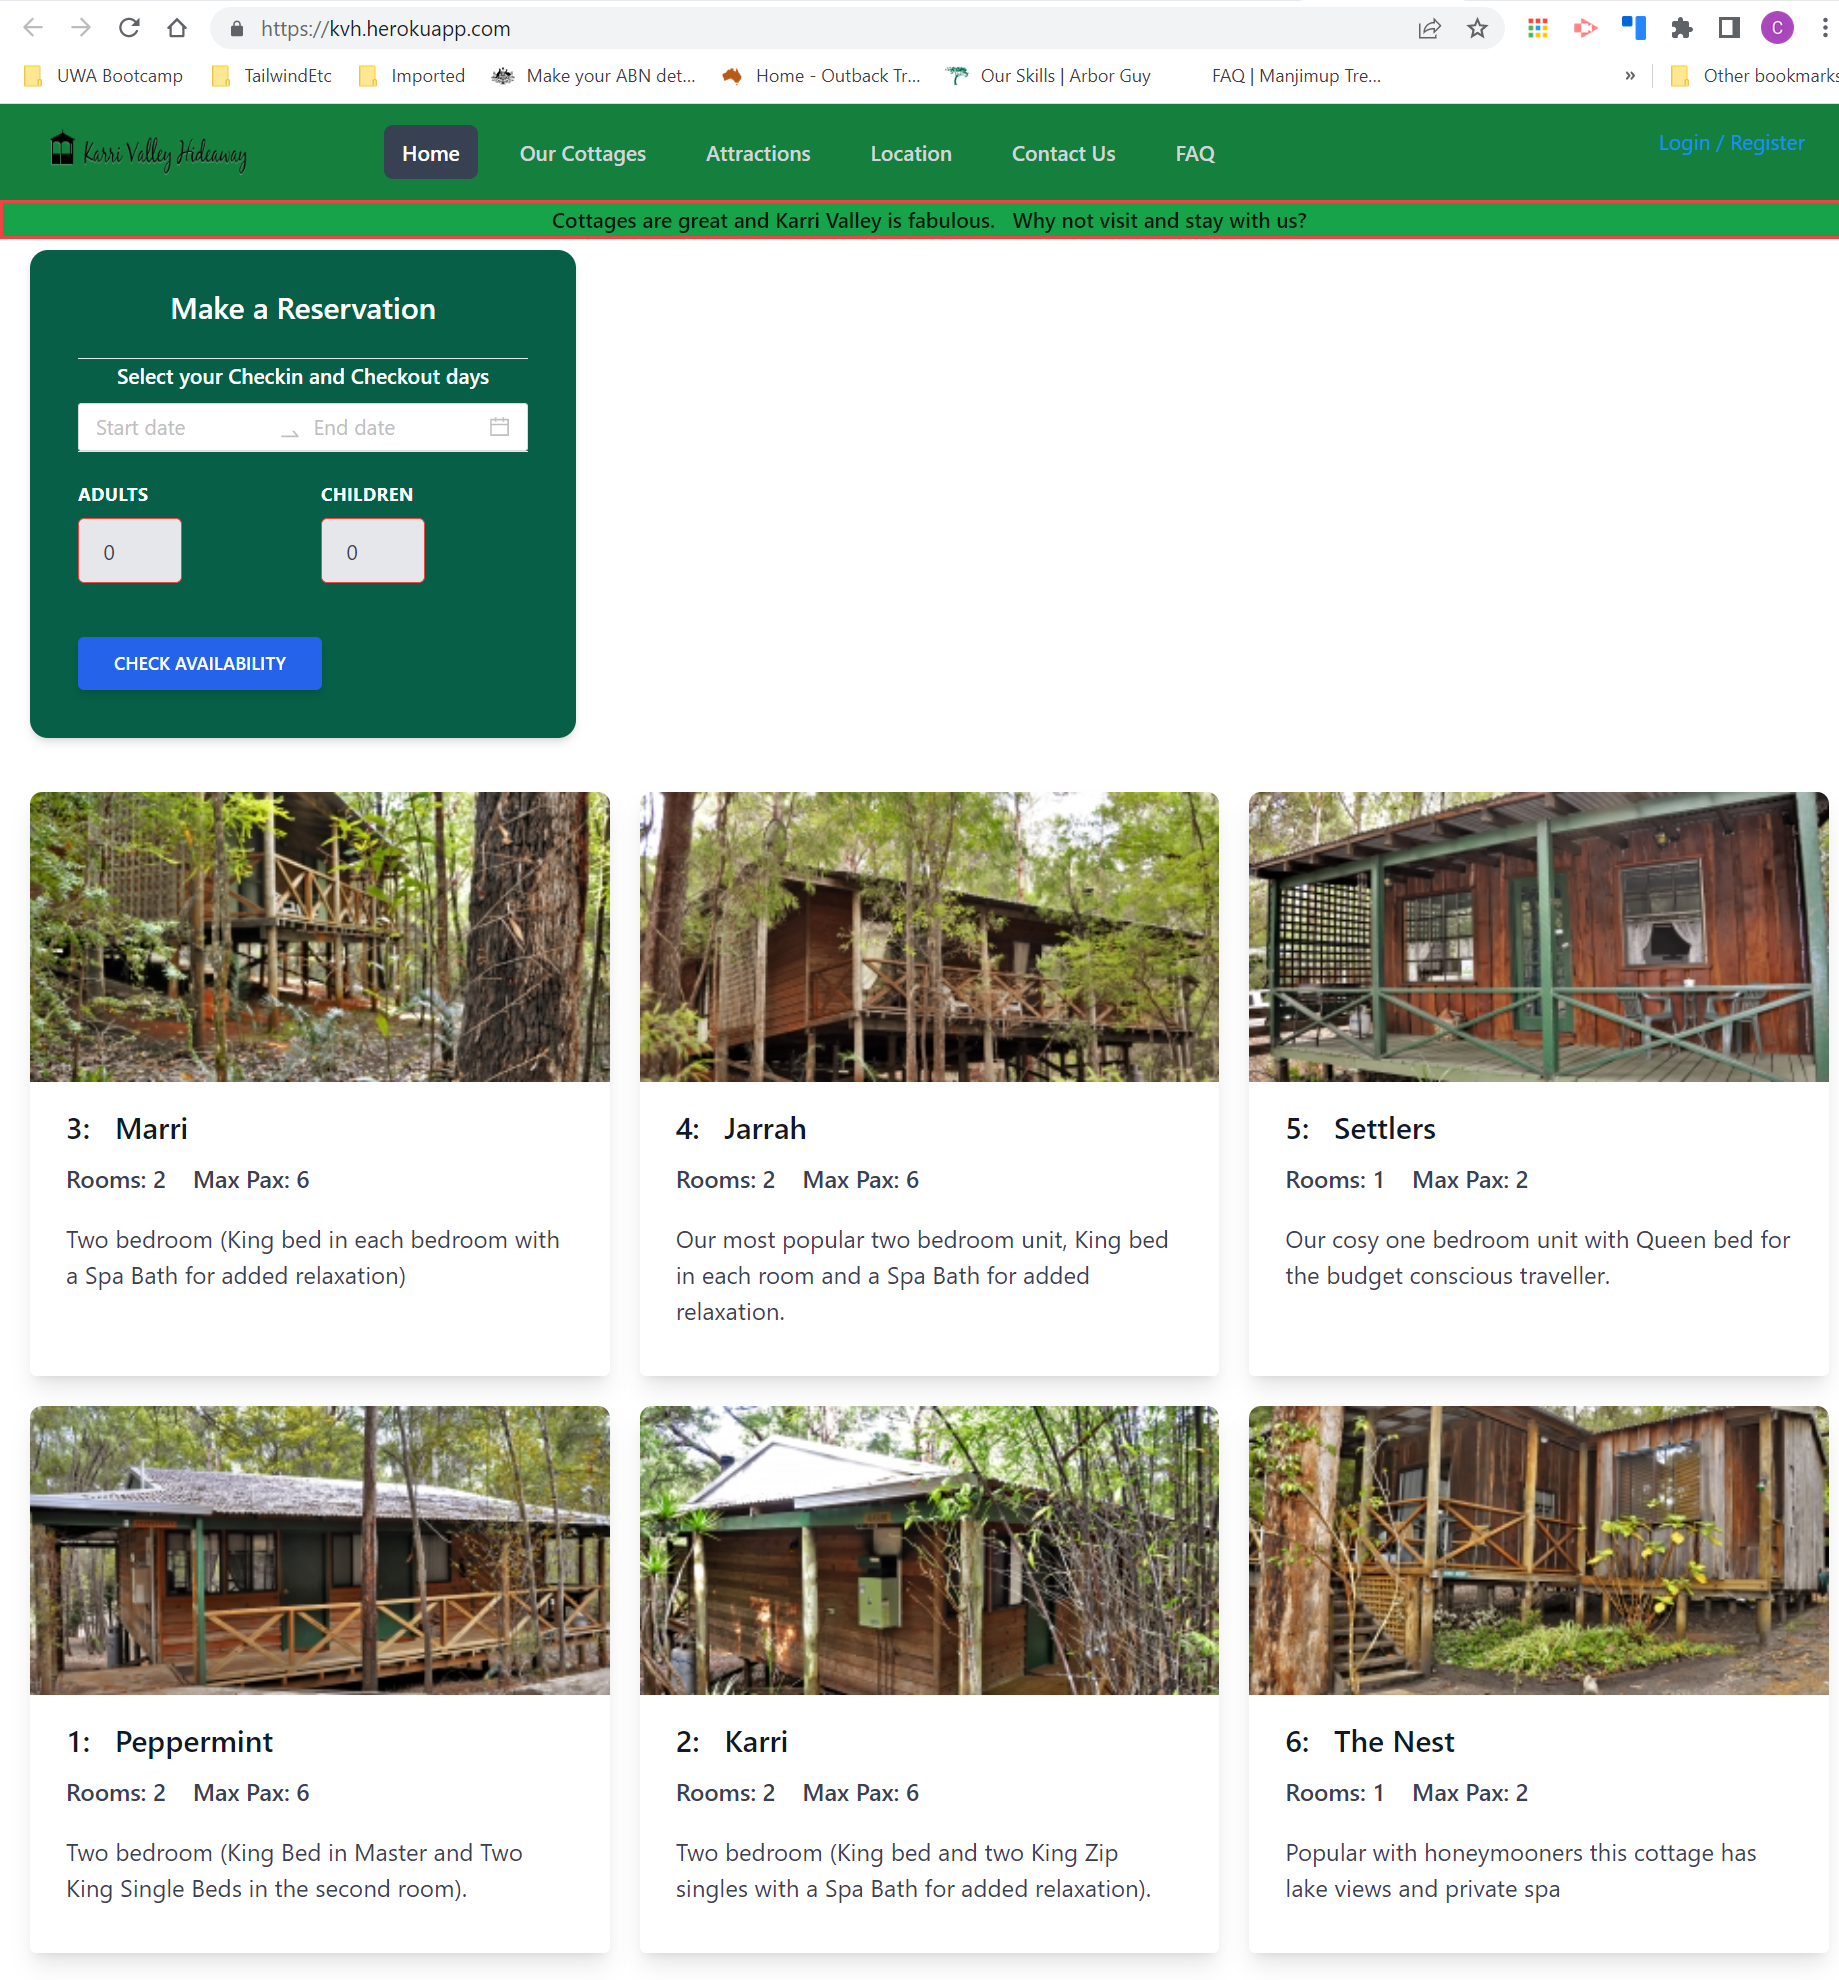 https://kvh.herokuapp.com
C
UWA Bootcamp
TailwindEtc
Imported
Make your ABN det...
Home - Outback Tr...
Our Skills | Arbor Guy
FAQ | Manjimup Tre...
»
Other bookmarks
Karri Valley Hideaway
Home
Our Cottages
Attractions
Location
Contact Us
FAQ
Login / Register
Cottages are great and Karri Valley is fabulous. Why not visit and stay with us?
Make a Reservation
Select your Checkin and Checkout days
Start date
End date
ADULTS
CHILDREN
0
0
CHECK AVAILABILITY
3: Marri
Rooms: 2 Max Pax: 6
Two bedroom (King bed in each bedroom with
a Spa Bath for added relaxation)
4: Jarrah
Rooms: 2 Max Pax: 6
Our most popular two bedroom unit, King bed
in each room and a Spa Bath for added
relaxation.
5: Settlers
Rooms: 1 Max Pax: 2
Our cosy one bedroom unit with Queen bed for
the budget conscious traveller.
1: Peppermint
Rooms: 2 Max Pax: 6
Two bedroom (King Bed in Master and Two
King Single Beds in the second room).
2: Karri
Rooms: 2 Max Pax: 6
Two bedroom (King bed and two King Zip
singles with a Spa Bath for added relaxation).
6: The Nest
Rooms: 1 Max Pax: 2
Popular with honeymooners this cottage has
lake views and private spa